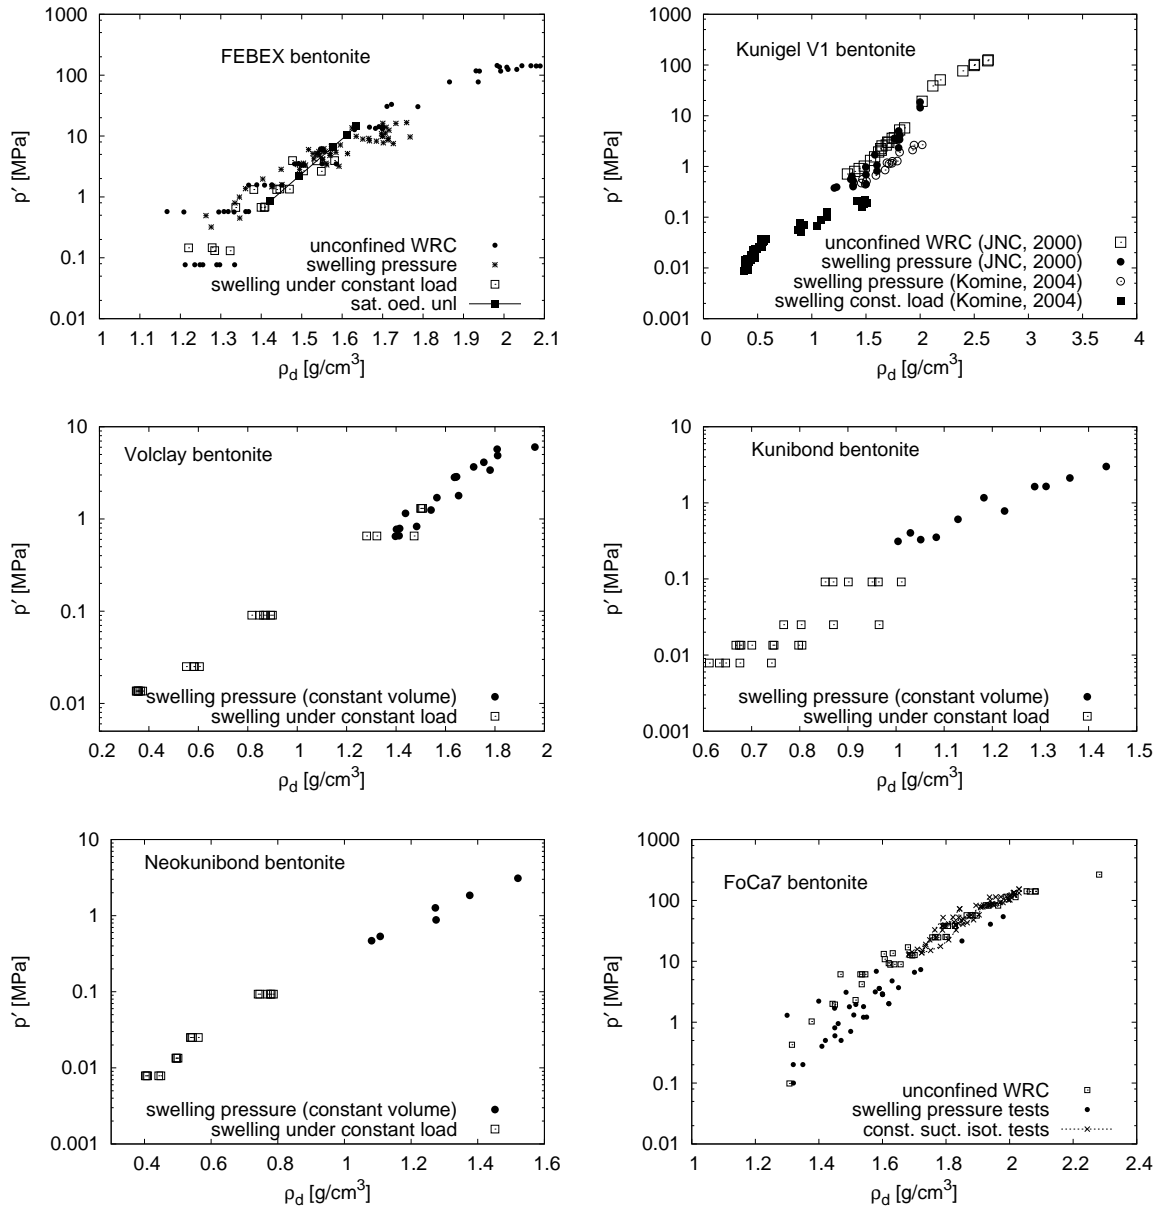 FEBEX bentonite
p′ [MPa]
1000
100
10
1
0.1
0.01
unconfined WRC
swelling pressure
swelling under constant load
sat. oed. unl
1 1.1 1.2 1.3 1.4 1.5 1.6 1.7 1.8 1.9 2 2.1
ρd [g/cm3]
Kunigel V1 bentonite
p′ [MPa]
1000
100
10
1
0.1
0.01
0.001
unconfined WRC (JNC, 2000)
swelling pressure (JNC, 2000)
swelling pressure (Komine, 2004)
swelling const. load (Komine, 2004)
0 0.5 1 1.5 2 2.5 3 3.5 4
ρd [g/cm3]
Volclay bentonite
p′ [MPa]
10
1
0.1
0.01
swelling pressure (constant volume)
swelling under constant load
0.2 0.4 0.6 0.8 1 1.2 1.4 1.6 1.8 2
ρd [g/cm3]
Kunibond bentonite
p′ [MPa]
10
1
0.1
0.01
0.001
swelling pressure (constant volume)
swelling under constant load
0.6 0.7 0.8 0.9 1 1.1 1.2 1.3 1.4 1.5
ρd [g/cm3]
Neokunibond bentonite
p′ [MPa]
10
1
0.1
0.01
0.001
swelling pressure (constant volume)
swelling under constant load
0.4 0.6 0.8 1 1.2 1.4 1.6
ρd [g/cm3]
FoCa7 bentonite
p′ [MPa]
1000
100
10
1
0.1
0.01
unconfined WRC
swelling pressure tests
const. suct. isot. tests
1 1.2 1.4 1.6 1.8 2 2.2 2.4
ρd [g/cm3]